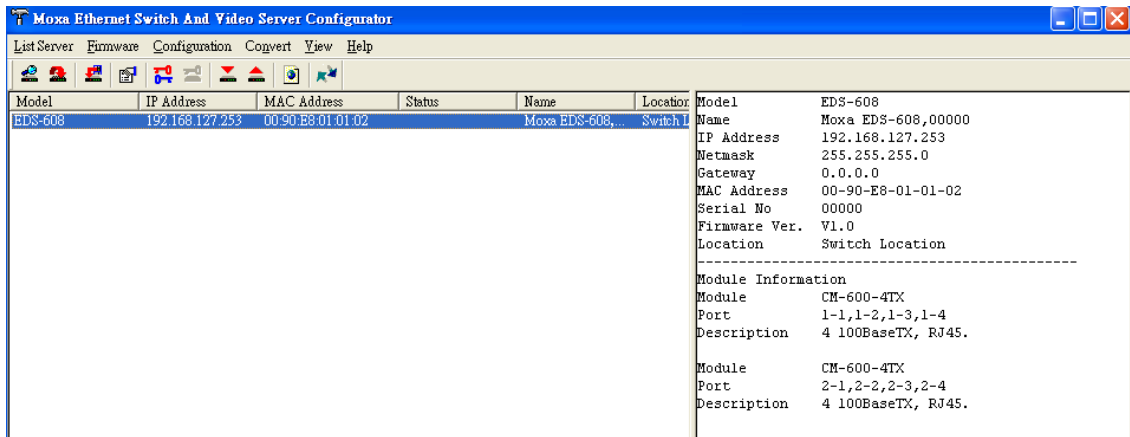 Moxa Ethernet Switch And Video Server Configurator
List Server Firmware Configuration Convert View Help
Model IP Address MAC Address Status Name Location
EDS-608 192.168.127.253 00:90:E8:01:01:02 Moxa EDS-608,... Switch L
Model EDS-608
Name Moxa EDS-608,00000
IP Address 192.168.127.253
Netmask 255.255.255.0
Gateway 0.0.0.0
MAC Address 00-90-E8-01-01-02
Serial No 00000
Firmware Ver. V1.0
Location Switch Location
------------------------------------------------
Module Information
Module CM-600-4TX
Port 1-1,1-2,1-3,1-4
Description 4 100BaseTX, RJ45.
Module CM-600-4TX
Port 2-1,2-2,2-3,2-4
Description 4 100BaseTX, RJ45.